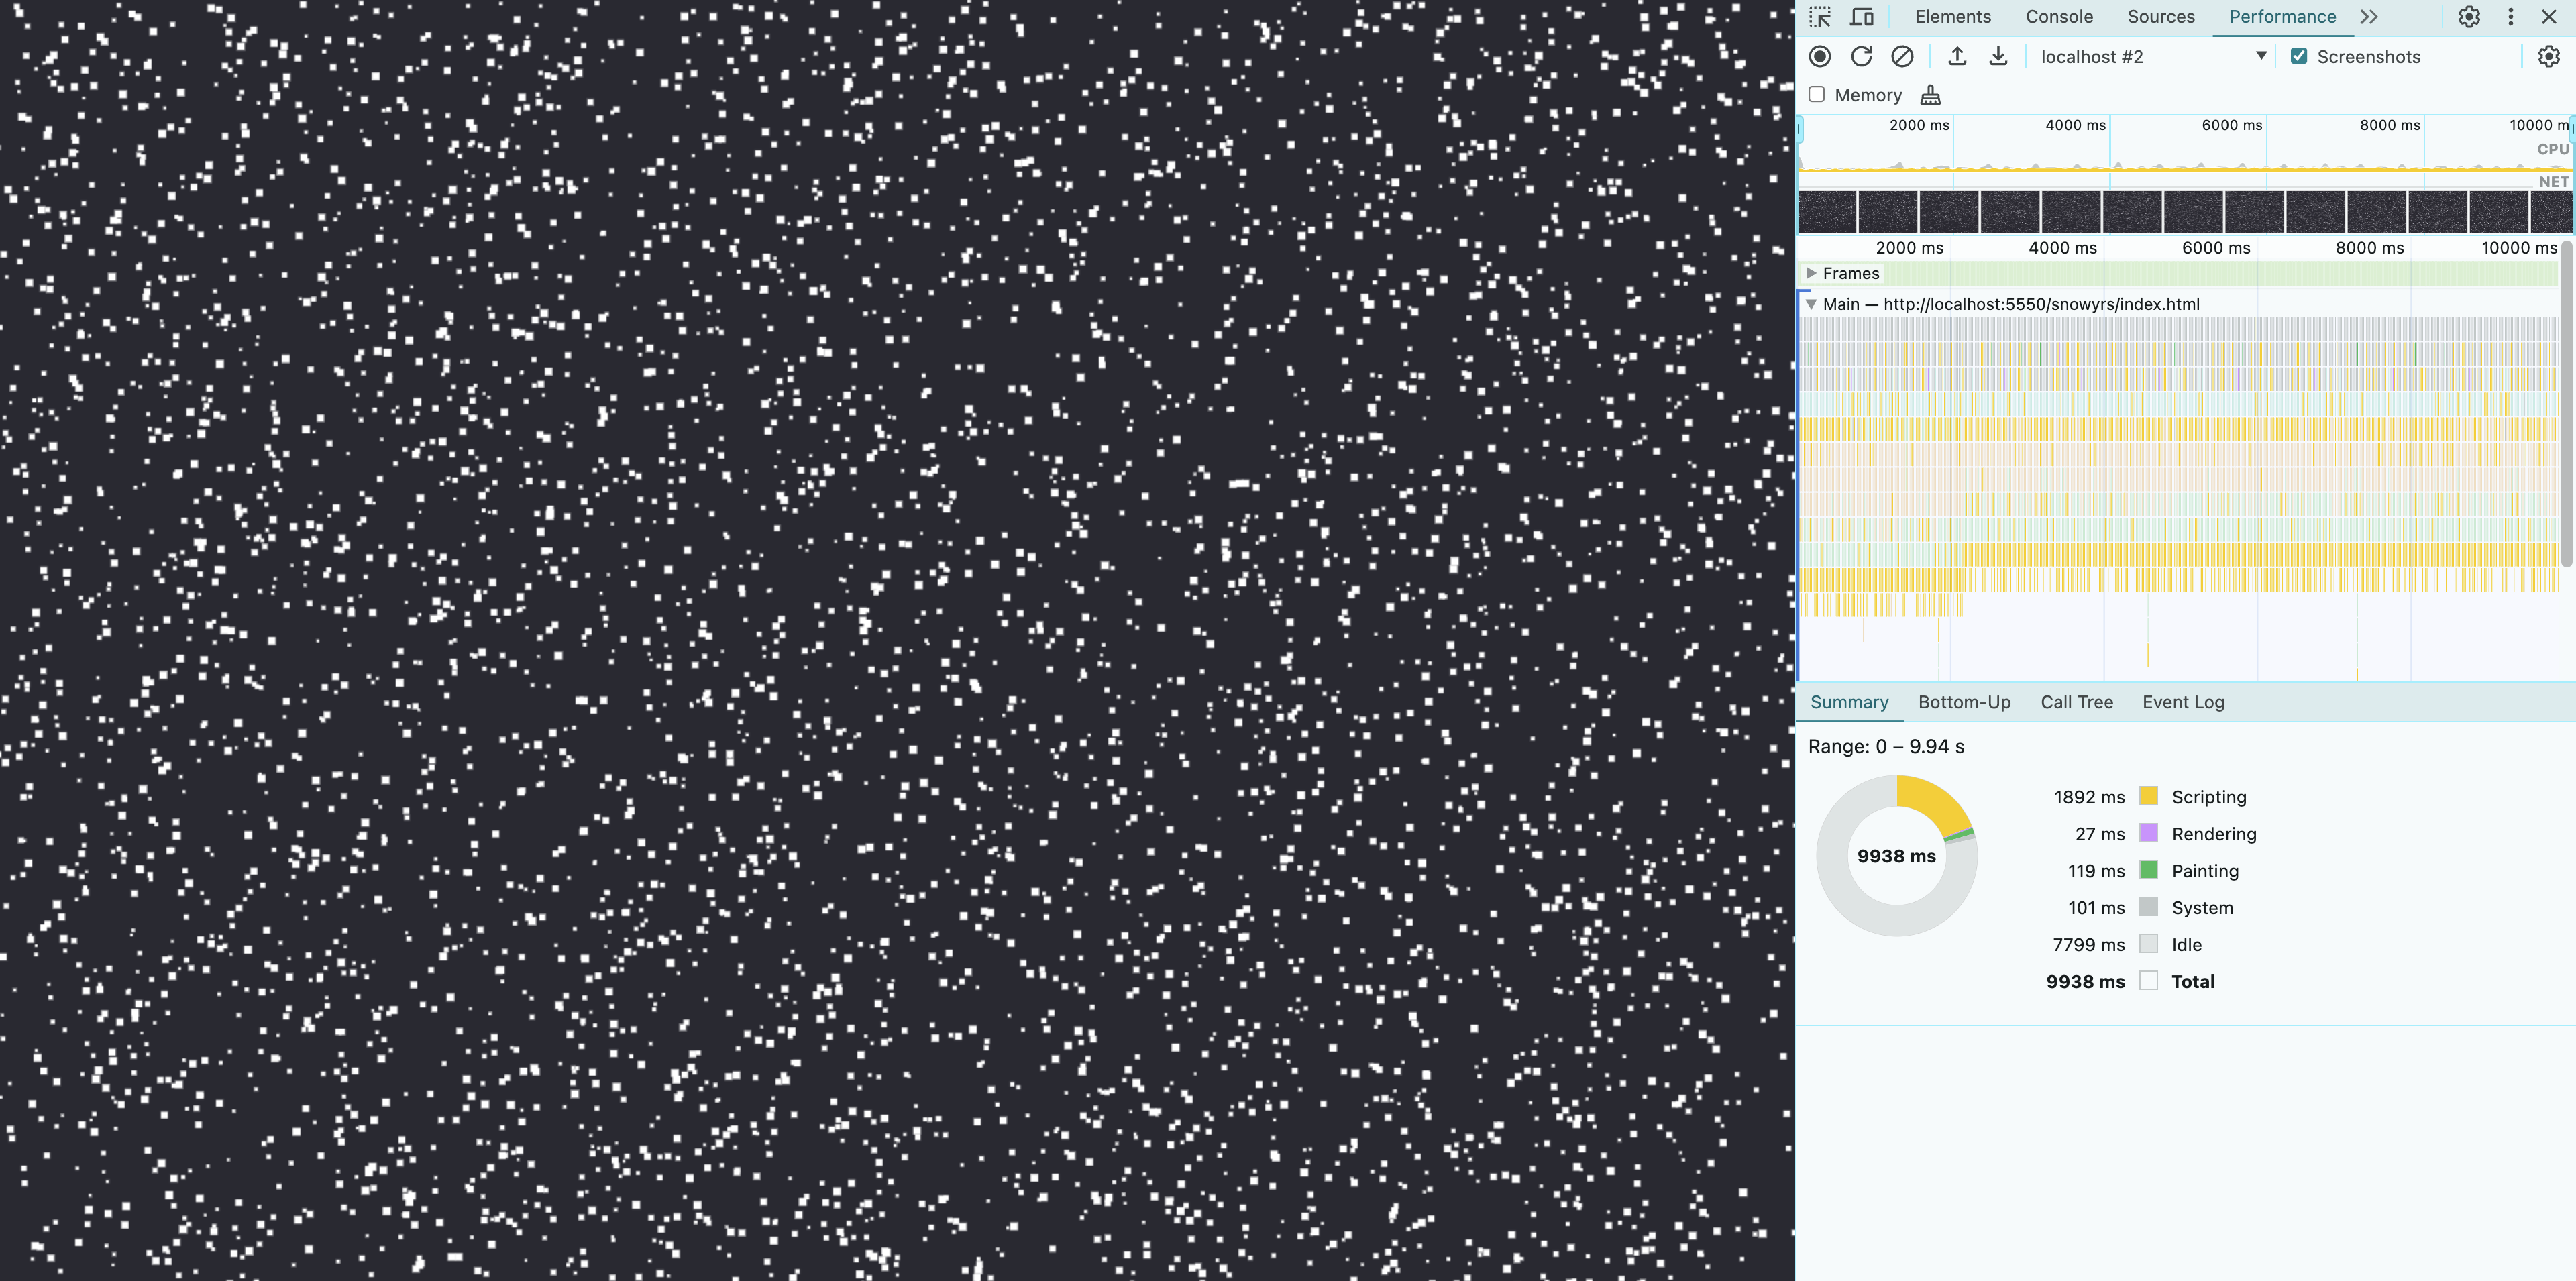 Elements Console Sources Performance
localhost #2 Screenshots
Memory
2000 ms 4000 ms 6000 ms 8000 ms 10000 m
CPU
NET
2000 ms 4000 ms 6000 ms 8000 ms 10000 ms
Frames
Main — http://localhost:5550/snowyrs/index.html
Summary Bottom-Up Call Tree Event Log
Range: 0 – 9.94 s
9938 ms
1892 ms Scripting
27 ms Rendering
119 ms Painting
101 ms System
7799 ms Idle
9938 ms Total